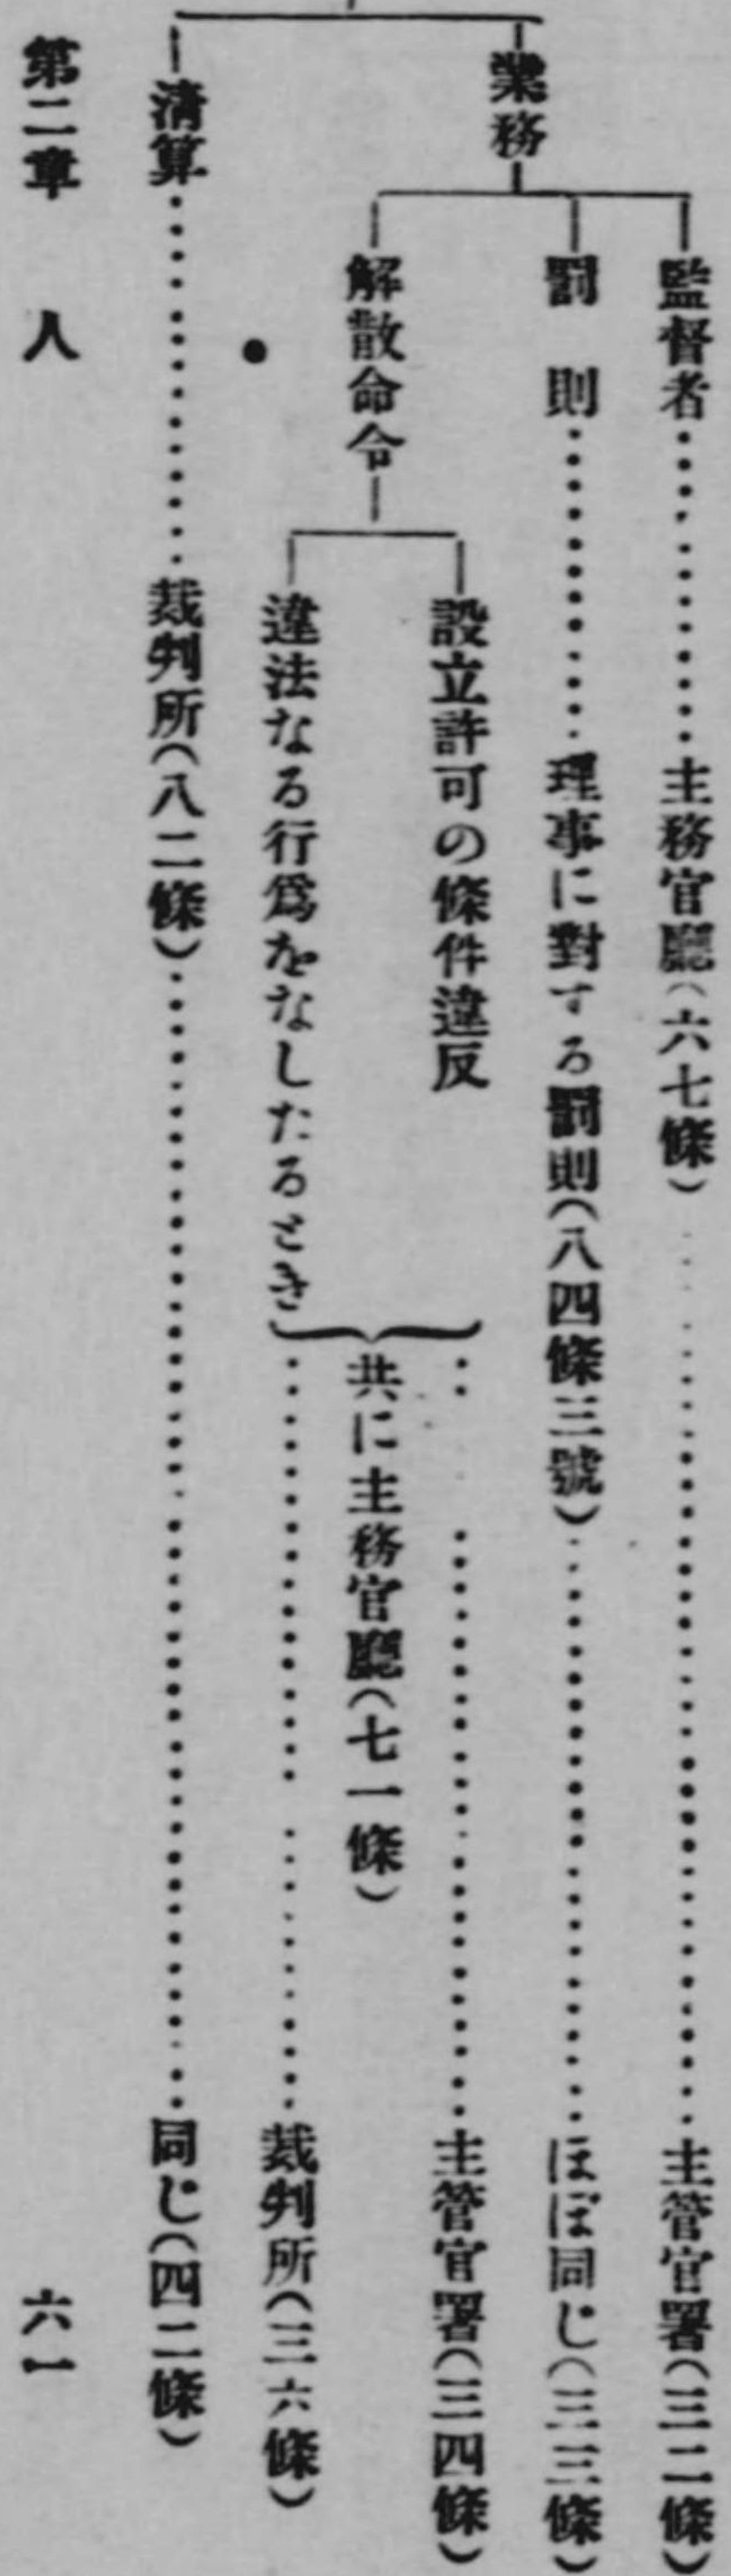 業務
監督者‥‥‥‥主務官廳(六七條)‥‥‥‥主管官署(三二條)
罰則‥‥‥‥理事に對する罰則(八四條三號)‥‥‥‥ほぼ同じ(三三條)
解散命令
設立許可の條件違反‥‥‥‥主管官署(三四條)
共に主務官廳(七一條)
違法なる行爲をなしたるとき‥‥‥‥裁判所(三六條)
清算‥‥‥‥裁判所(八二條)‥‥‥‥同じ(四二條)
第二章 人 六一